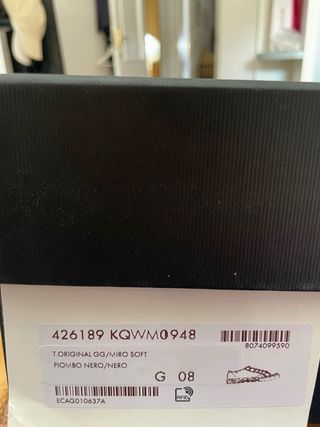 426189 KQWM0948
8074099590
T.ORIGINAL GG/MIRO SOFT
PIOMBO NERO/NERO
G 08
ECAG010637A
RFID